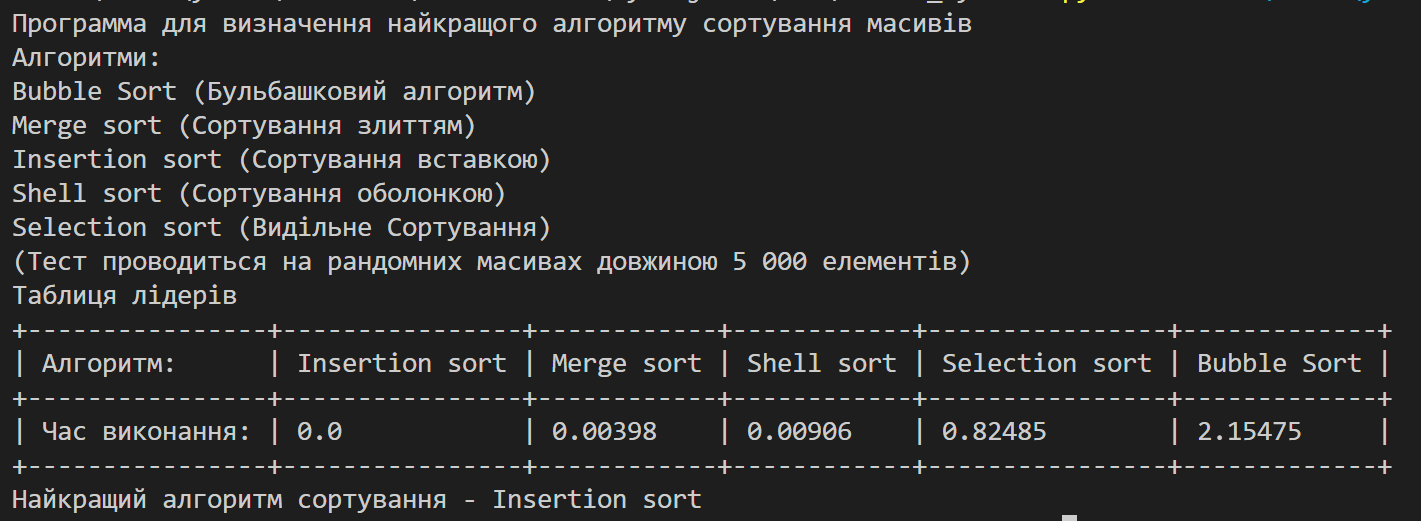 Программа для визначення найкращого алгоритму сортування масивів
Алгоритми:
Bubble Sort (Бульбашковий алгоритм)
Merge sort (Сортування злиттям)
Insertion sort (Сортування вставкою)
Shell sort (Сортування оболонкою)
Selection sort (Видільне Сортування)
(Тест проводиться на рандомних масивах довжиною 5 000 елементів)
Таблиця лідерів
+----------------+----------------+------------+------------+----------------+-------------+
| Алгоритм:      | Insertion sort | Merge sort | Shell sort | Selection sort | Bubble Sort |
+----------------+----------------+------------+------------+----------------+-------------+
| Час виконання: | 0.0            | 0.00398    | 0.00906    | 0.82485        | 2.15475     |
+----------------+----------------+------------+------------+----------------+-------------+
Найкращий алгоритм сортування - Insertion sort